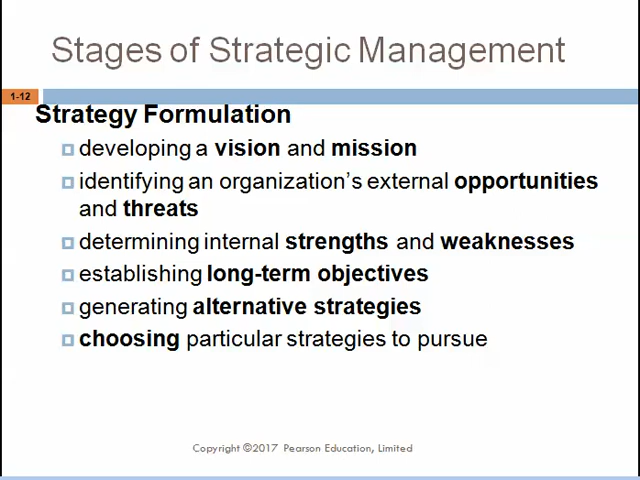 Stages of Strategic Management
1-12
Strategy Formulation
developing a vision and mission
identifying an organization's external opportunities
and threats
determining internal strengths and weaknesses
establishing long-term objectives
generating alternative strategies
choosing particular strategies to pursue
Copyright ©2017 Pearson Education, Limited